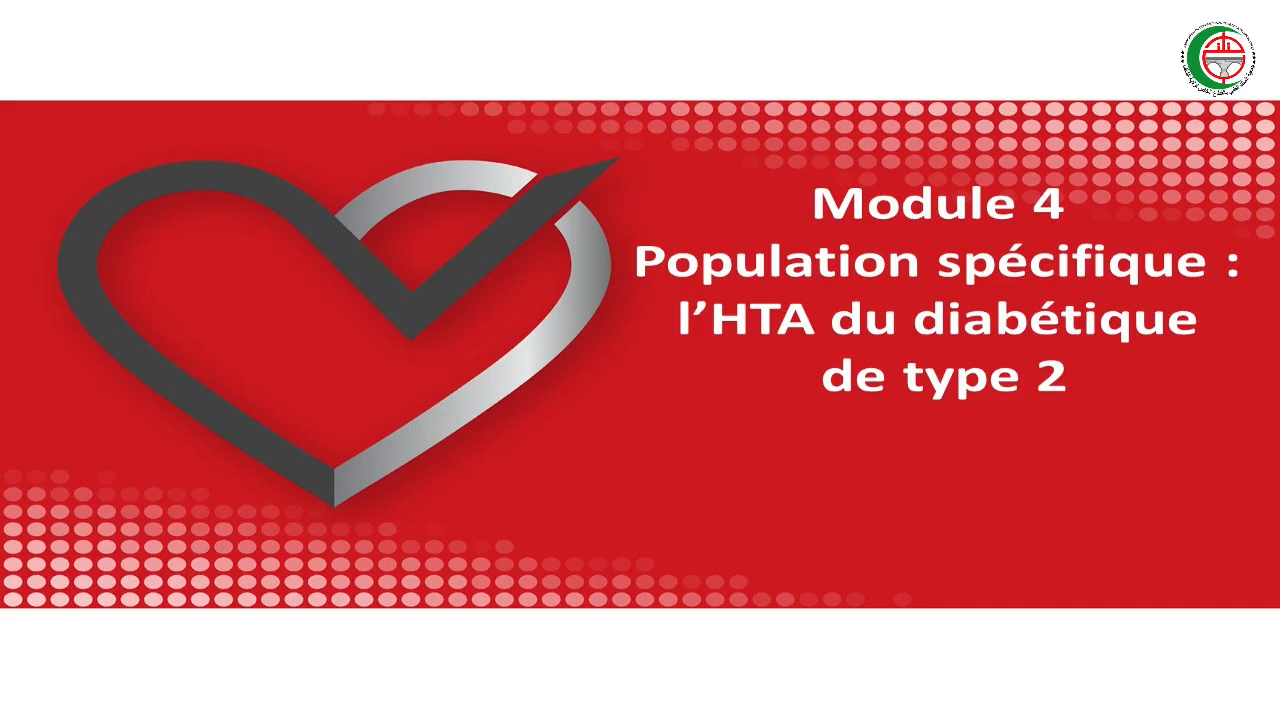 Module 4
Population spécifique :
l’HTA du diabétique
de type 2